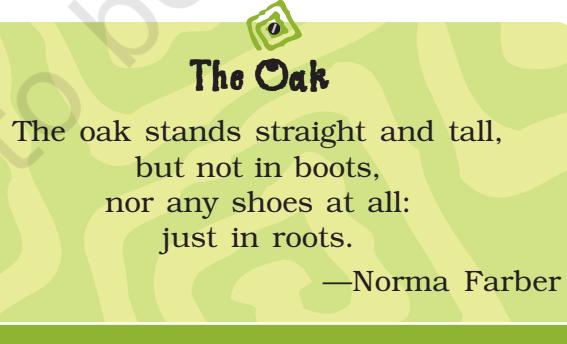 The Oak
The oak stands straight and tall,
but not in boots,
nor any shoes at all:
just in roots.
—Norma Farber